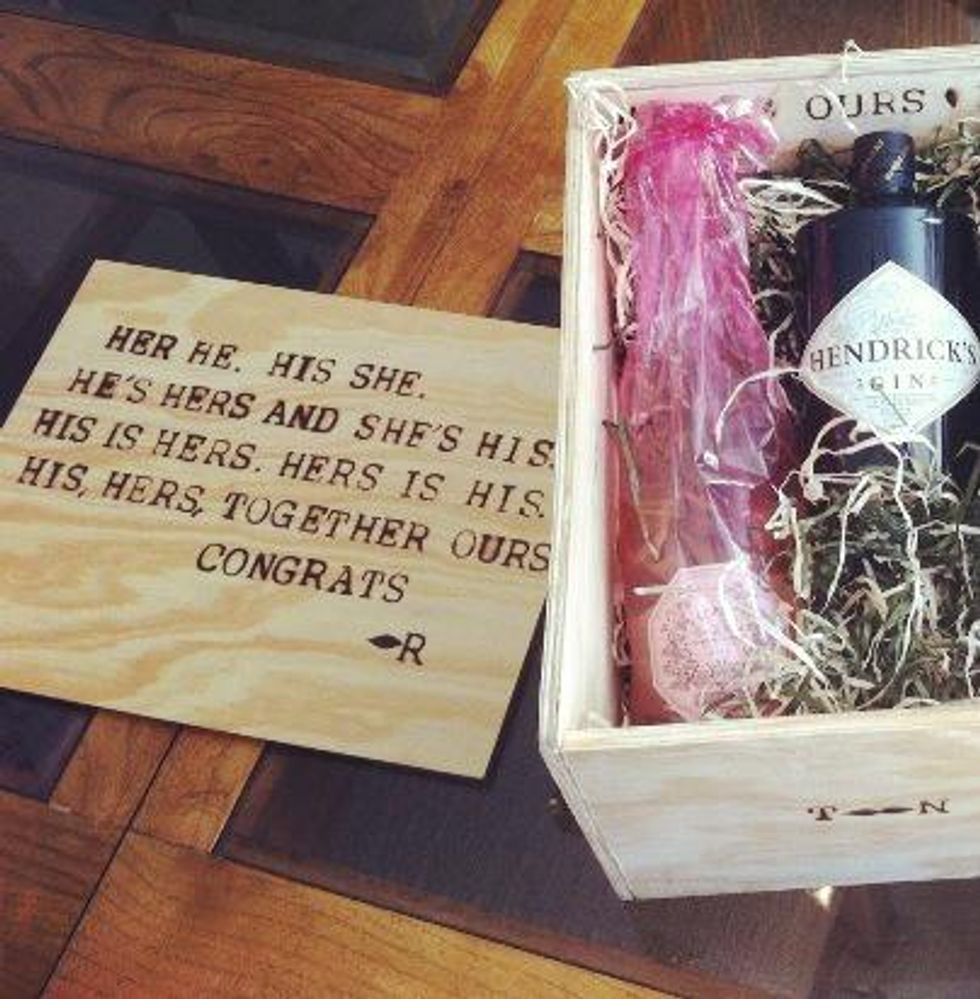 HER HE. HIS SHE.
HE'S HERS AND SHE'S HIS.
HIS IS HERS. HERS IS HIS.
HIS, HERS, TOGETHER OURS
CONGRATS
R
OURS
HENDRICK'S
GIN
T N